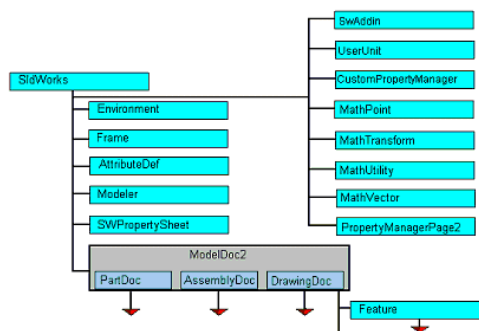 SldWorks
Environment
Frame
AttributeDef
Modeler
SWPropertySheet
ModelDoc2
PartDoc
AssemblyDoc
DrawingDoc
Feature
SwAddin
UserUnit
CustomPropertyManager
MathPoint
MathTransform
MathUtility
MathVector
PropertyManagerPage2